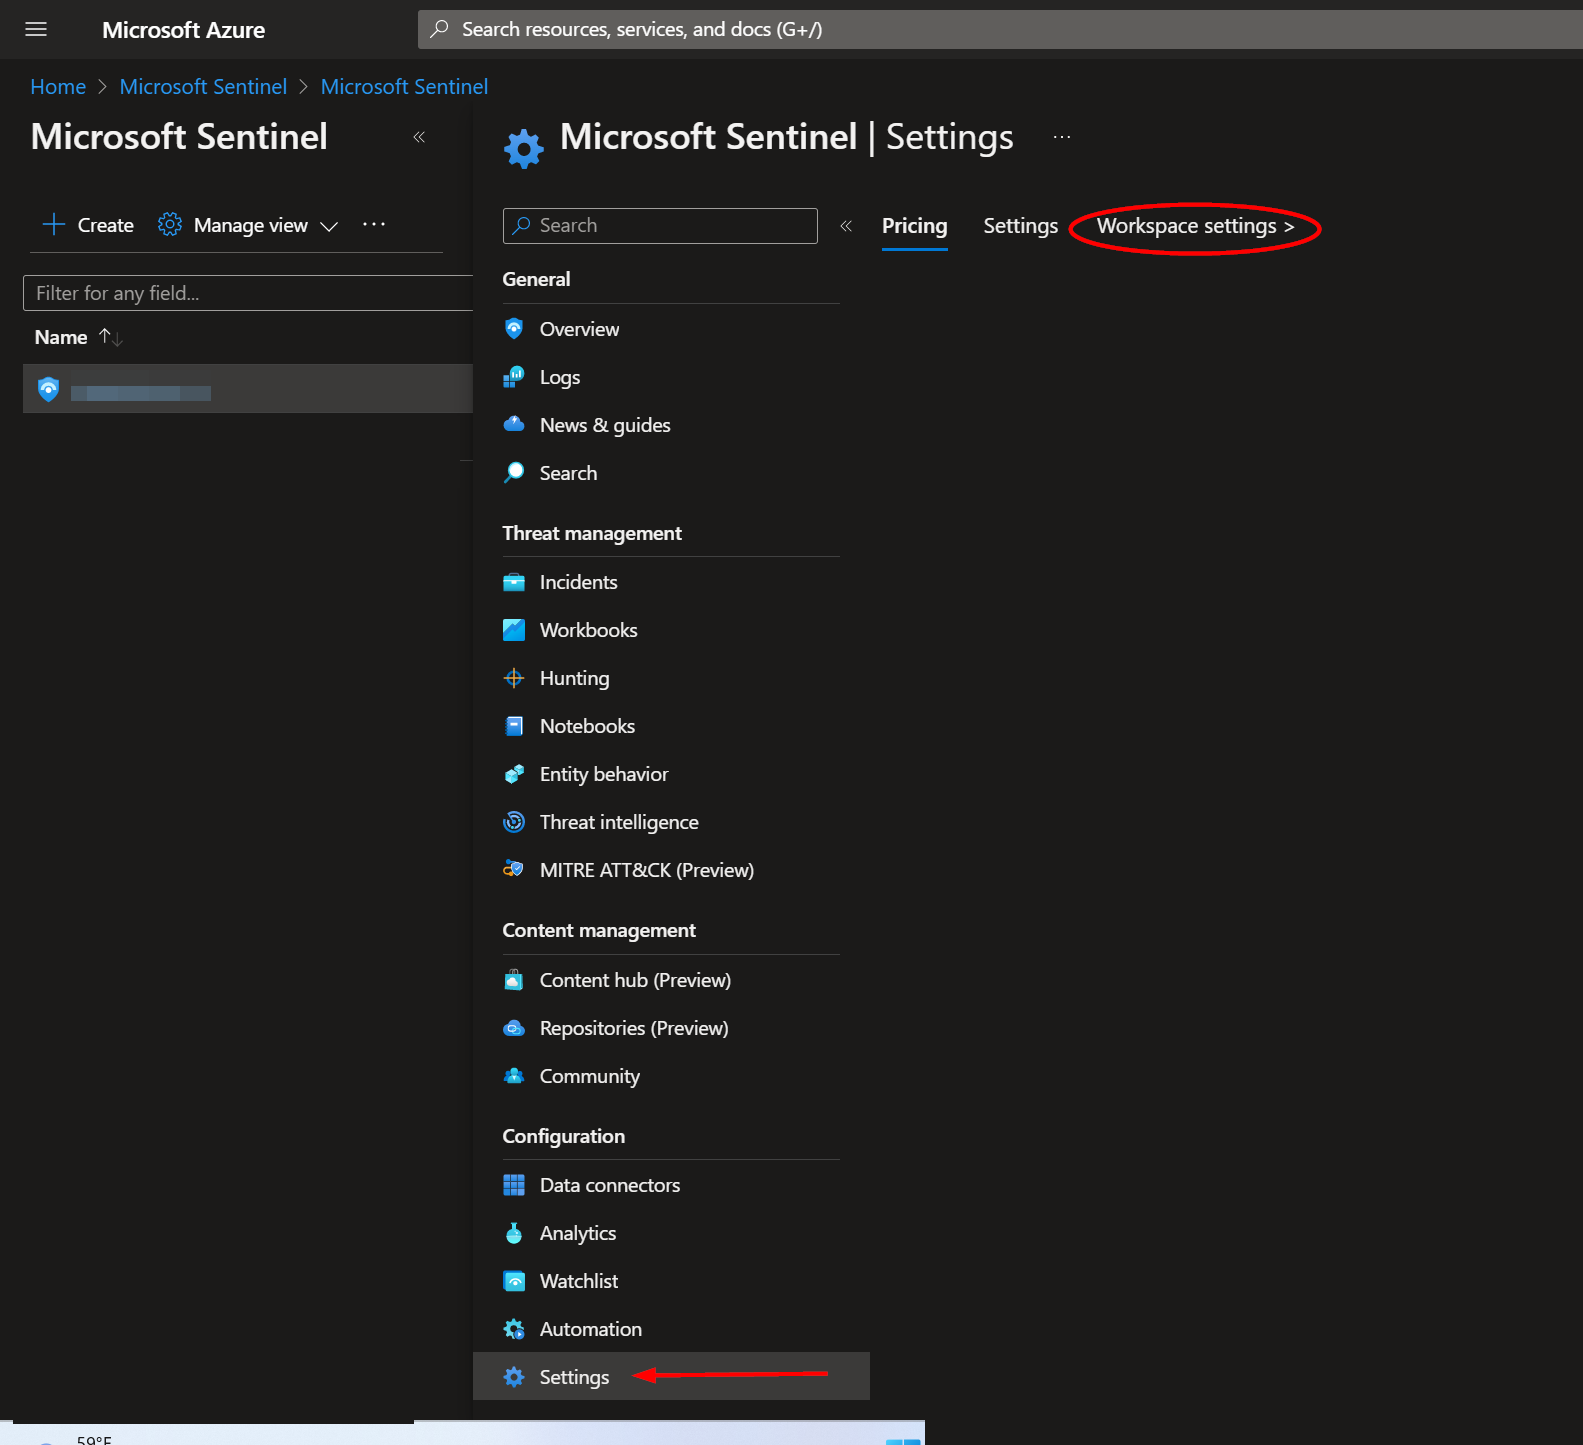 Microsoft Azure
Search resources, services, and docs (G+/)
Home > Microsoft Sentinel > Microsoft Sentinel
Microsoft Sentinel «
Microsoft Sentinel | Settings ...
+ Create Manage view ...
Search «
Pricing Settings Workspace settings >
Filter for any field...
Name ↑↓
General
Overview
Logs
News & guides
Search
Threat management
Incidents
Workbooks
Hunting
Notebooks
Entity behavior
Threat intelligence
MITRE ATT&CK (Preview)
Content management
Content hub (Preview)
Repositories (Preview)
Community
Configuration
Data connectors
Analytics
Watchlist
Automation
Settings
59°F